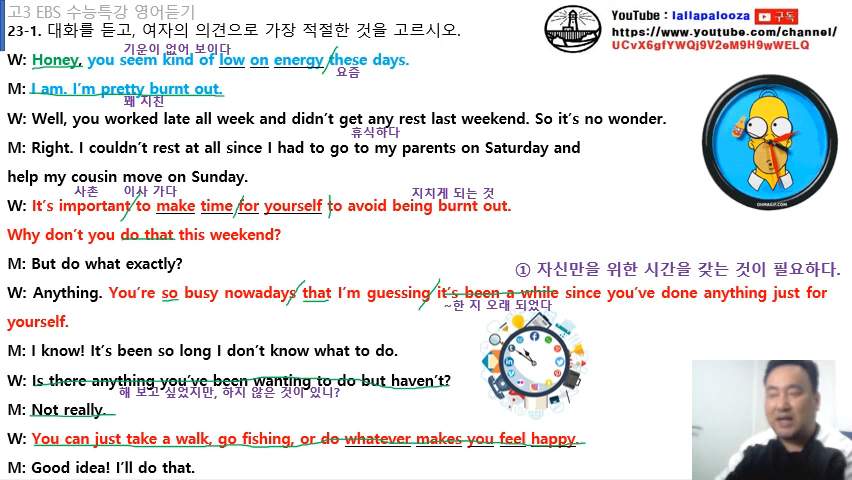 고3 EBS 수능특강 영어듣기
YouTube : lallapalooza 구독
https://www.youtube.com/channel/
UCvX6gfYWQj9V2eM9H9wWELQ
23-1. 대화를 듣고, 여자의 의견으로 가장 적절한 것을 고르시오.
기운이 없어 보이다
W: Honey, you seem kind of low on energy these days.
요즘
M: I am. I'm pretty burnt out.
꽤 지친
W: Well, you worked late all week and didn't get any rest last weekend. So it's no wonder.
휴식하다
M: Right. I couldn't rest at all since I had to go to my parents on Saturday and
help my cousin move on Sunday.
사촌 이사 가다 지치게 되는 것
W: It's important to make time for yourself to avoid being burnt out.
Why don't you do that this weekend?
M: But do what exactly?
① 자신만을 위한 시간을 갖는 것이 필요하다.
W: Anything. You're so busy nowadays that I'm guessing it's been a while since you've done anything just for
~한 지 오래 되었다
yourself.
M: I know! It's been so long I don't know what to do.
W: Is there anything you've been wanting to do but haven't?
해 보고 싶었지만, 하지 않은 것이 있니?
M: Not really.
W: You can just take a walk, go fishing, or do whatever makes you feel happy.
M: Good idea! I'll do that.
OHMAGIF.COM